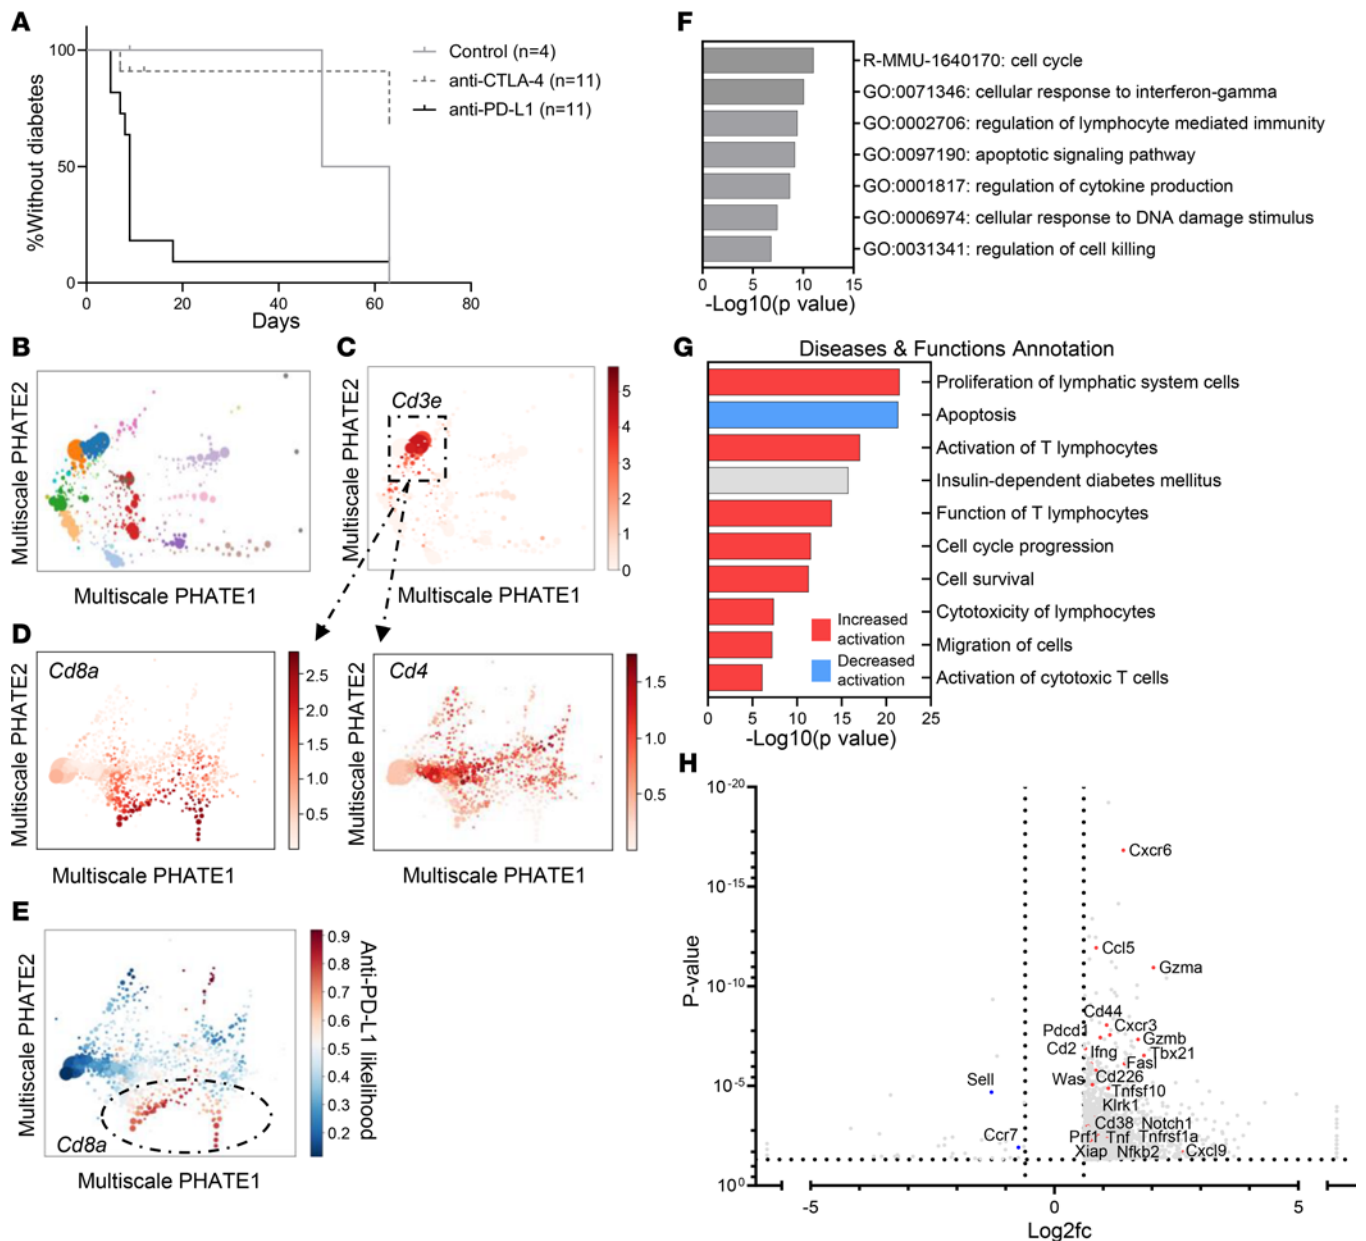 A
100
50
0
%Without diabetes
0
20
40
60
80
Days
Control (n=4)
anti-CTLA-4 (n=11)
anti-PD-L1 (n=11)
B
Multiscale PHATE2
Multiscale PHATE1
C
Multiscale PHATE2
Cd3e
Multiscale PHATE1
5
4
3
2
1
0
D
Multiscale PHATE2
Cd8a
Multiscale PHATE1
2.5
2.0
1.5
1.0
0.5
Multiscale PHATE2
Cd4
Multiscale PHATE1
1.5
1.0
0.5
E
Multiscale PHATE2
Cd8a
Multiscale PHATE1
0.9
0.8
0.7
0.6
0.5
0.4
0.3
0.2
Anti-PD-L1 likelihood
F
R-MMU-1640170: cell cycle
GO:0071346: cellular response to interferon-gamma
GO:0002706: regulation of lymphocyte mediated immunity
GO:0097190: apoptotic signaling pathway
GO:0001817: regulation of cytokine production
GO:0006974: cellular response to DNA damage stimulus
GO:0031341: regulation of cell killing
0
5
10
15
-Log10(p value)
G
Diseases & Functions Annotation
Proliferation of lymphatic system cells
Apoptosis
Activation of T lymphocytes
Insulin-dependent diabetes mellitus
Function of T lymphocytes
Cell cycle progression
Cell survival
Cytotoxicity of lymphocytes
Migration of cells
Activation of cytotoxic T cells
Increased
activation
Decreased
activation
0
5
10
15
20
25
-Log10(p value)
H
10-20
10-15
10-10
10-5
100
P-value
Cxcr6
Ccl5
Gzma
Cd44
Pdcd1
Cxcr3
Cd2
Ifng
Gzmb
Tbx21
Fasl
Was
Cd226
Sell
Tnfsf10
Klrk1
Cd38
Notch1
Ccr7
Prf1
Tnf
Tnfrsf1a
Xiap
Nfkb2
Cxcl9
-5
0
5
Log2fc